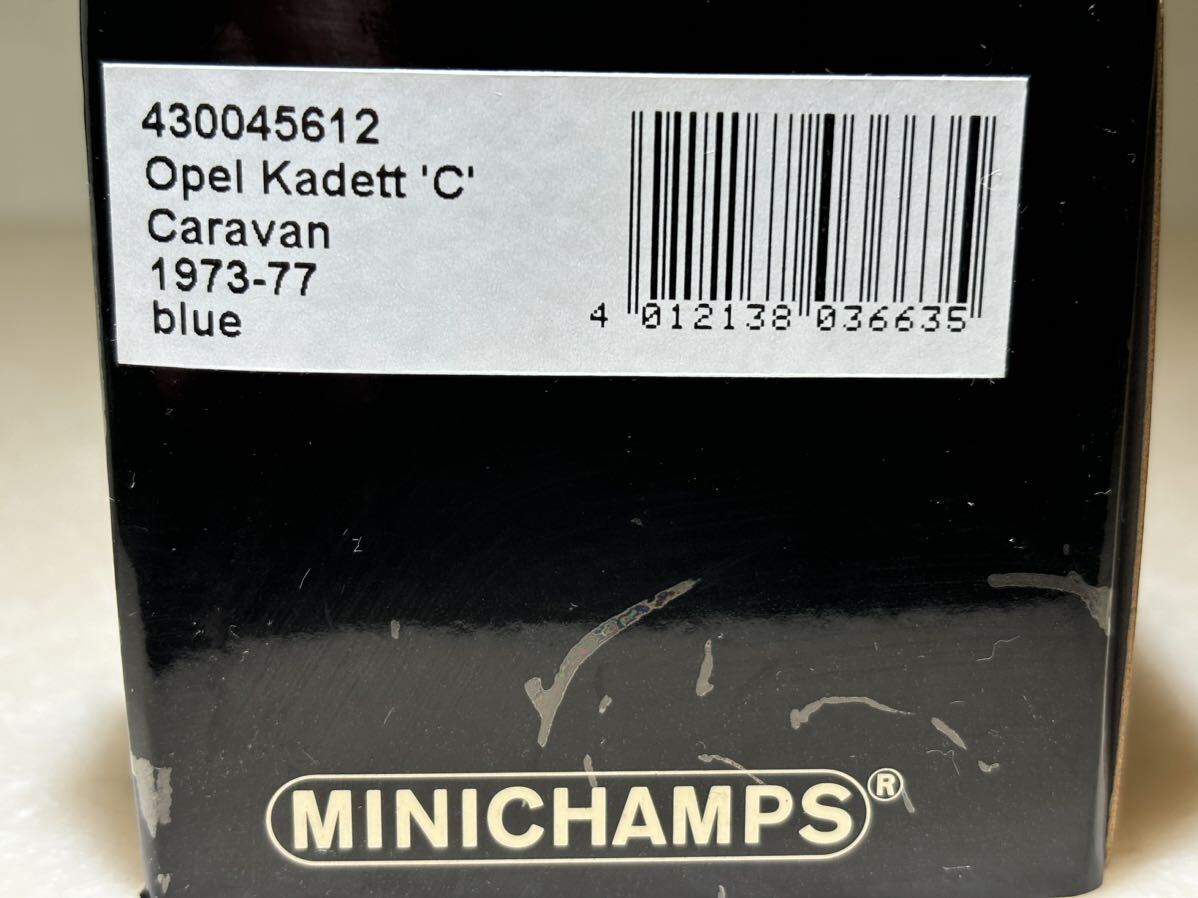 430045612
Opel Kadett 'C'
Caravan
1973-77
blue
4 012138 036635
MINICHAMPS®